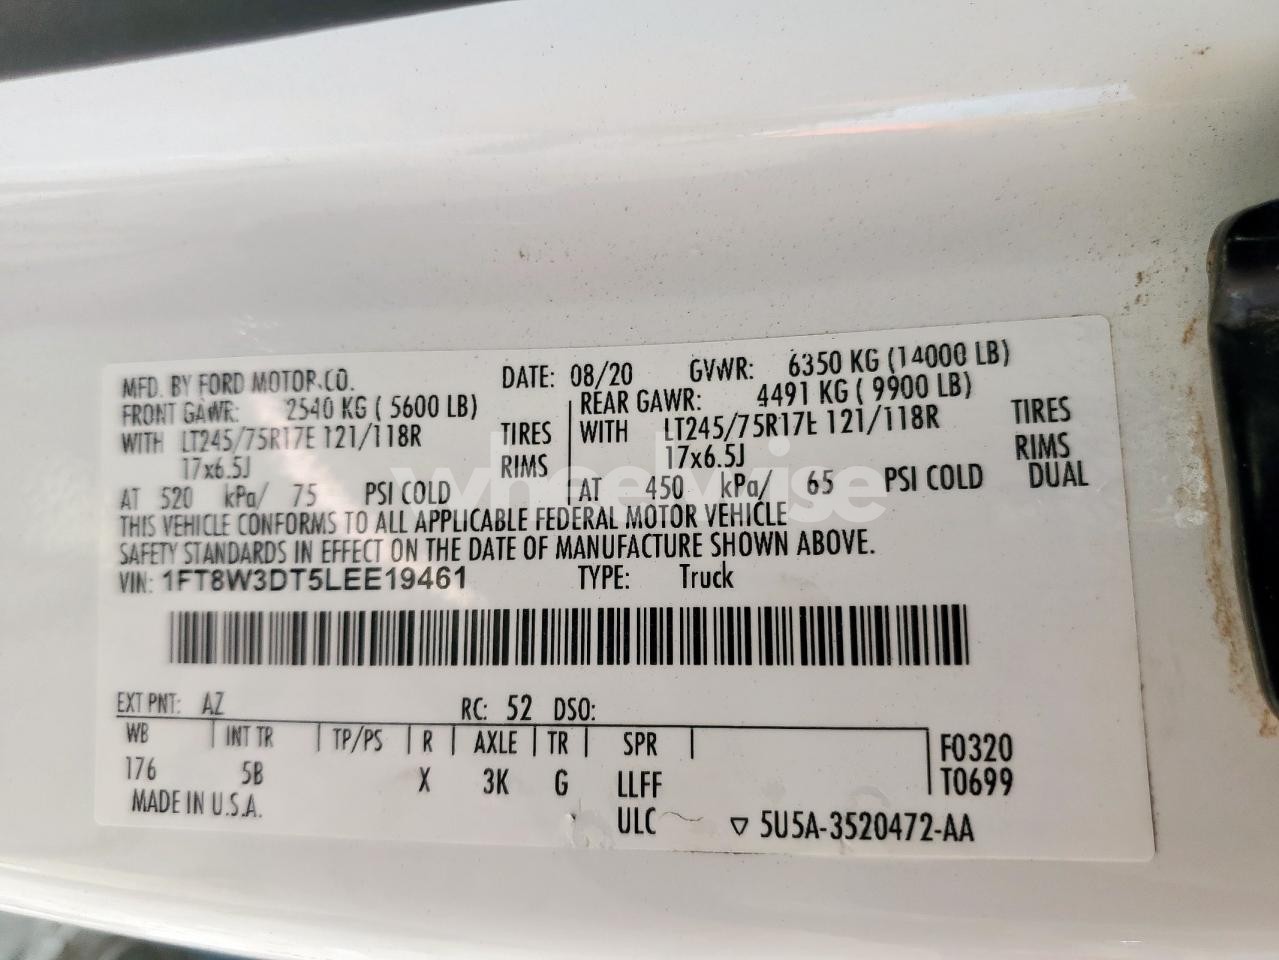 MFD. BY FORD MOTOR CO. DATE: 08/20 GVWR: 6350 KG (14000 LB)
FRONT GAWR: 2540 KG ( 5600 LB) REAR GAWR: 4491 KG ( 9900 LB)
WITH LT245/75R17E 121/118R TIRES WITH LT245/75R17E 121/118R TIRES
17x6.5J RIMS 17x6.5J RIMS
AT 520 kPa/ 75 PSI COLD AT 450 kPa/ 65 PSI COLD DUAL
THIS VEHICLE CONFORMS TO ALL APPLICABLE FEDERAL MOTOR VEHICLE
SAFETY STANDARDS IN EFFECT ON THE DATE OF MANUFACTURE SHOWN ABOVE.
VIN: 1FT8W3DT5LEE19461 TYPE: Truck
EXT PNT: AZ RC: 52 DSO:
WB INT TR TP/PS R AXLE TR SPR F0320
176 5B X 3K G LLFF T0699
MADE IN U.S.A. ULC 5U5A-3520472-AA
wheelwise